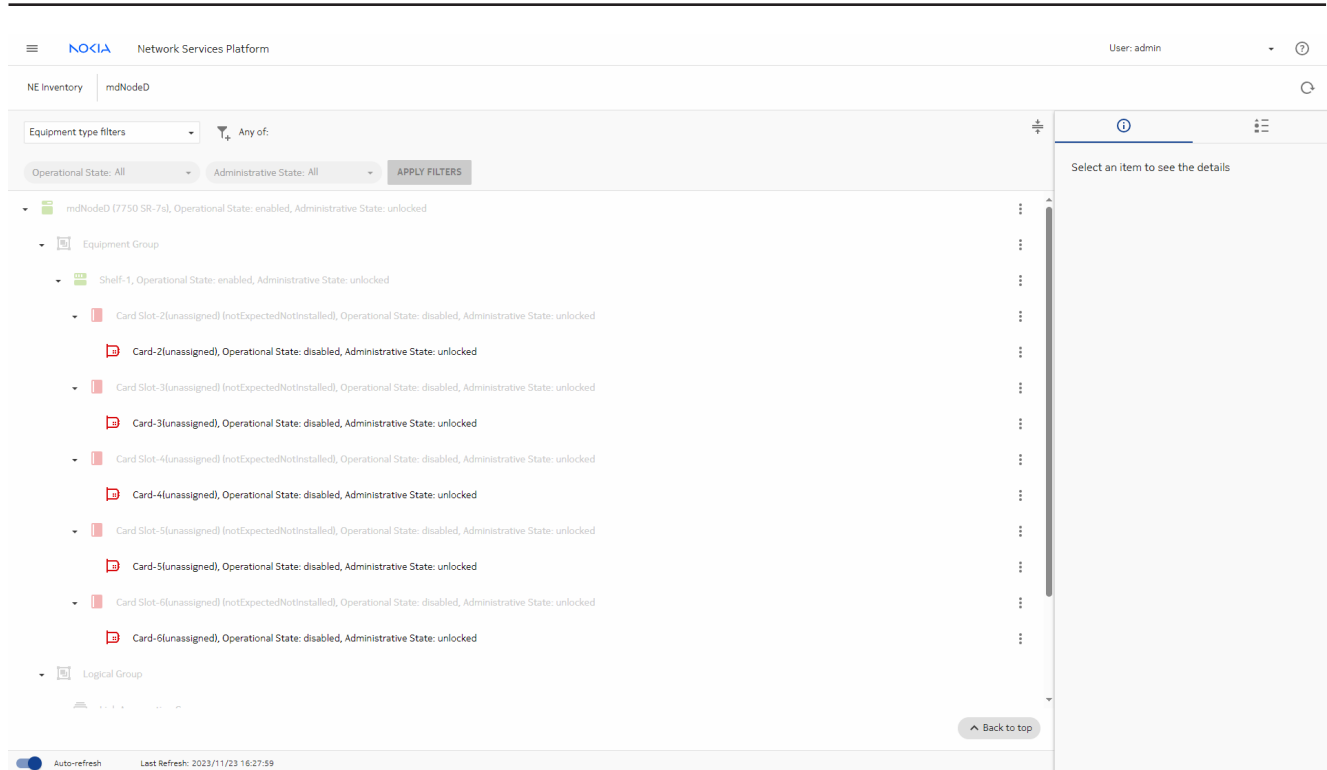 NOKIA Network Services Platform User: admin
NE Inventory mdNodeD
Equipment type filters Any of:
Operational State: All Administrative State: All APPLY FILTERS
Select an item to see the details
mdNodeD (7750 SR-7s), Operational State: enabled, Administrative State: unlocked
Equipment Group
Shelf-1, Operational State: enabled, Administrative State: unlocked
Card Slot-2(unassigned) (notExpectedNotInstalled), Operational State: disabled, Administrative State: unlocked
Card-2(unassigned), Operational State: disabled, Administrative State: unlocked
Card Slot-3(unassigned) (notExpectedNotInstalled), Operational State: disabled, Administrative State: unlocked
Card-3(unassigned), Operational State: disabled, Administrative State: unlocked
Card Slot-4(unassigned) (notExpectedNotInstalled), Operational State: disabled, Administrative State: unlocked
Card-4(unassigned), Operational State: disabled, Administrative State: unlocked
Card Slot-5(unassigned) (notExpectedNotInstalled), Operational State: disabled, Administrative State: unlocked
Card-5(unassigned), Operational State: disabled, Administrative State: unlocked
Card Slot-6(unassigned) (notExpectedNotInstalled), Operational State: disabled, Administrative State: unlocked
Card-6(unassigned), Operational State: disabled, Administrative State: unlocked
Logical Group
Back to top
Auto-refresh Last Refresh: 2023/11/23 16:27:59